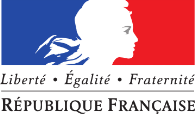 Liberté • Égalité • Fraternité
RÉPUBLIQUE FRANÇAISE